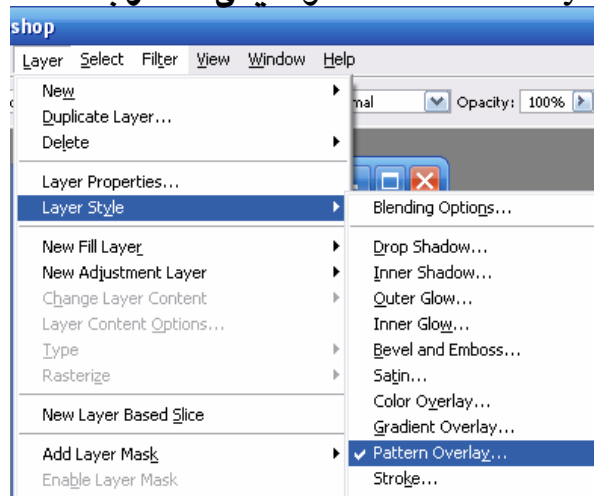 shop
Layer Select Filter View Window Help
New
Duplicate Layer...
Delete
Layer Properties...
Layer Style
New Fill Layer
New Adjustment Layer
Change Layer Content
Layer Content Options...
Type
Rasterize
New Layer Based Slice
Add Layer Mask
Enable Layer Mask
mal Opacity: 100%
Blending Options...
Drop Shadow...
Inner Shadow...
Outer Glow...
Inner Glow...
Bevel and Emboss...
Satin...
Color Overlay...
Gradient Overlay...
Pattern Overlay...
Stroke...